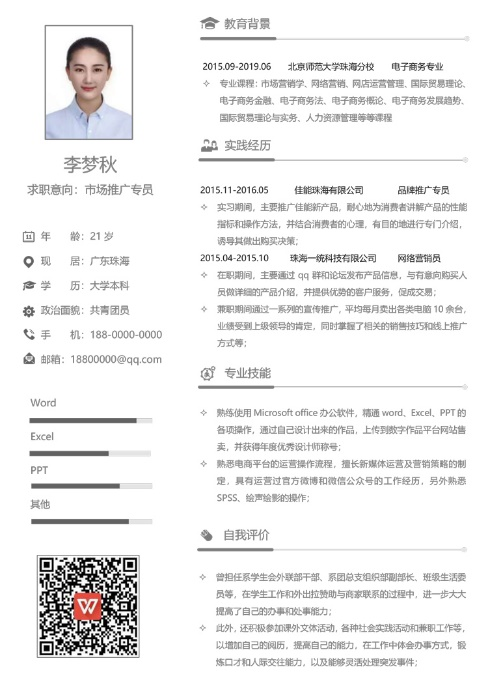 李梦秋
求职意向：市场推广专员
年 龄：21 岁
现 居：广东珠海
学 历：大学本科
政治面貌：共青团员
手 机：188-0000-0000
邮箱：18800000@qq.com
Word
Excel
PPT
其他
教育背景
2015.09-2019.06 北京师范大学珠海分校 电子商务专业
专业课程：市场营销学、网络营销、网店运营管理、国际贸易理论、
电子商务金融、电子商务法、电子商务概论、电子商务发展趋势、
国际贸易理论与实务、人力资源管理等等课程
实践经历
2015.11-2016.05 佳能珠海有限公司 品牌推广专员
实习期间，主要推广佳能新产品，耐心地为消费者讲解产品的性能
指标和操作方法，并结合消费者的心理，有目的地进行专门介绍，
诱导其做出购买决策；
2015.04-2015.10 珠海一统科技有限公司 网络营销员
在职期间，主要通过 qq 群和论坛发布产品信息，与有意向购买人
员做详细的产品介绍，并提供优势的客户服务，促成交易；
兼职期间通过一系列的宣传推广，平均每月卖出各类电脑 10 余台，
业绩受到上级领导的肯定，同时掌握了相关的销售技巧和线上推广
方式等；
专业技能
熟练使用 Microsoft office 办公软件，精通 word、Excel、PPT 的
各项操作，通过自己设计出来的作品，上传到数字作品平台网站售
卖，并获得年度优秀设计师称号；
熟悉电商平台的运营操作流程，擅长新媒体运营及营销策略的制
定，具有运营过官方微博和微信公众号的工作经历，另外熟悉
SPSS、绘声绘影的操作；
自我评价
曾担任系学生会外联部干部、系团总支组织部副部长、班级生活委
员等，在学生工作和外出拉赞助与商家联系的过程中，进一步大大
提高了自己的办事和处事能力；
此外，还积极参加课外文体活动，各种社会实践活动和兼职工作等，
以增加自己的阅历，提高自己的能力，在工作中体会办事方式，锻
炼口才和人际交往能力，以及能够灵活处理突发事件；